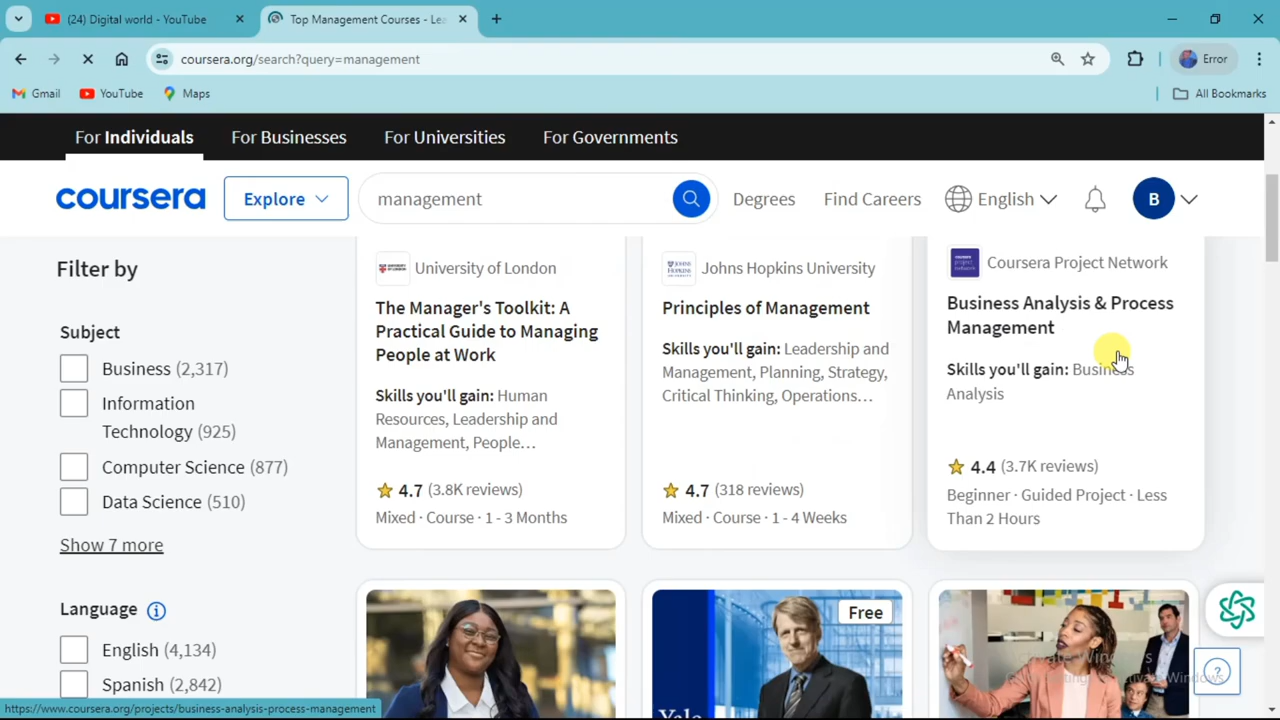 (24) Digital world - YouTube
Top Management Courses - Lea
coursera.org/search?query=management
Error
Gmail
YouTube
Maps
All Bookmarks
For Individuals
For Businesses
For Universities
For Governments
coursera
Explore
management
Degrees
Find Careers
English
B
Filter by
Subject
Business (2,317)
Information
Technology (925)
Computer Science (877)
Data Science (510)
Show 7 more
Language
English (4,134)
Spanish (2,842)
University of London
The Manager's Toolkit: A
Practical Guide to Managing
People at Work
Skills you'll gain: Human
Resources, Leadership and
Management, People…
4.7 (3.8K reviews)
Mixed · Course · 1 - 3 Months
Johns Hopkins University
Principles of Management
Skills you'll gain: Leadership and
Management, Planning, Strategy,
Critical Thinking, Operations…
4.7 (318 reviews)
Mixed · Course · 1 - 4 Weeks
Coursera Project Network
Business Analysis & Process
Management
Skills you'll gain: Business
Analysis
4.4 (3.7K reviews)
Beginner · Guided Project · Less
Than 2 Hours
Free
Yale
?
https://www.coursera.org/projects/business-analysis-process-management